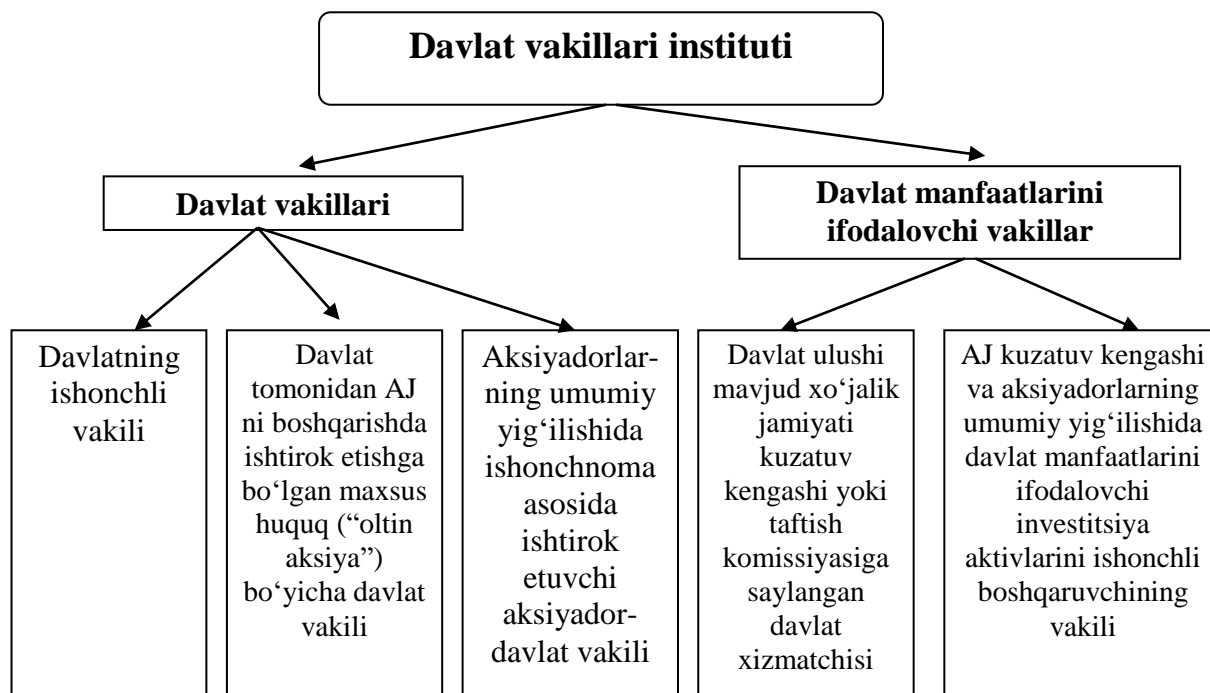 Davlat vakillari instituti
Davlat vakillari
Davlat manfaatlarini
ifodalovchi vakillar
Davlatning
ishonchli
vakili
Davlat
tomonidan AJ
ni boshqarishda
ishtirok etishga
bo‘lgan maxsus
huquq (“oltin
aksiya”)
bo‘yicha davlat
vakili
Aksiyadorlar-
ning umumiy
yig‘ilishida
ishonchnoma
asosida
ishtirok
etuvchi
aksiyador-
davlat vakili
Davlat ulushi
mavjud xo‘jalik
jamiyati
kuzatuv
kengashi yoki
taftish
komissiyasiga
saylangan
davlat
xizmatchisi
AJ kuzatuv kengashi
va aksiyadorlarning
umumiy yig‘ilishida
davlat manfaatlarini
ifodalovchi
investitsiya
aktivlarini ishonchli
boshqaruvchining
vakili